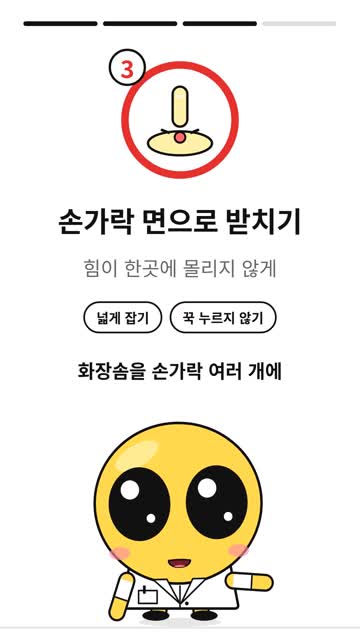 3
손가락 면으로 받치기
힘이 한곳에 몰리지 않게
넓게 잡기
꾹 누르지 않기
화장솜을 손가락 여러 개에